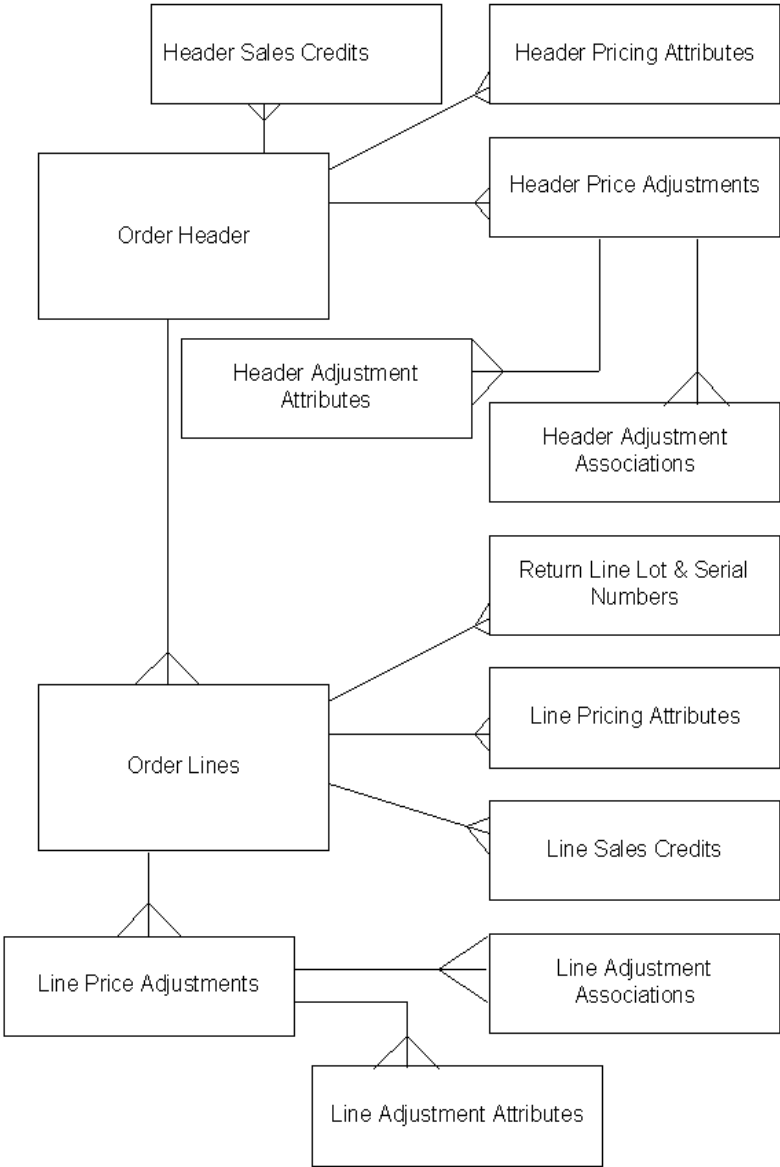 Header Sales Credits
Header Pricing Attributes
Header Price Adjustments
Order Header
Header Adjustment
Attributes
Header Adjustment
Associations
Return Line Lot & Serial
Numbers
Line Pricing Attributes
Order Lines
Line Sales Credits
Line Price Adjustments
Line Adjustment
Associations
Line Adjustment Attributes